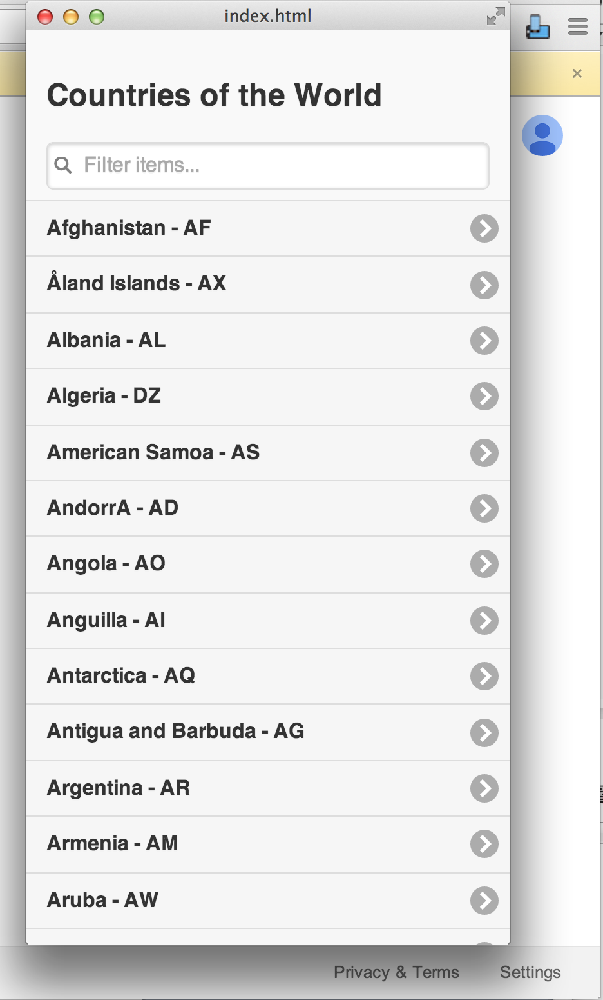 index.html
Countries of the World
Filter items...
Afghanistan - AF
Åland Islands - AX
Albania - AL
Algeria - DZ
American Samoa - AS
AndorrA - AD
Angola - AO
Anguilla - AI
Antarctica - AQ
Antigua and Barbuda - AG
Argentina - AR
Armenia - AM
Aruba - AW
Privacy & Terms
Settings